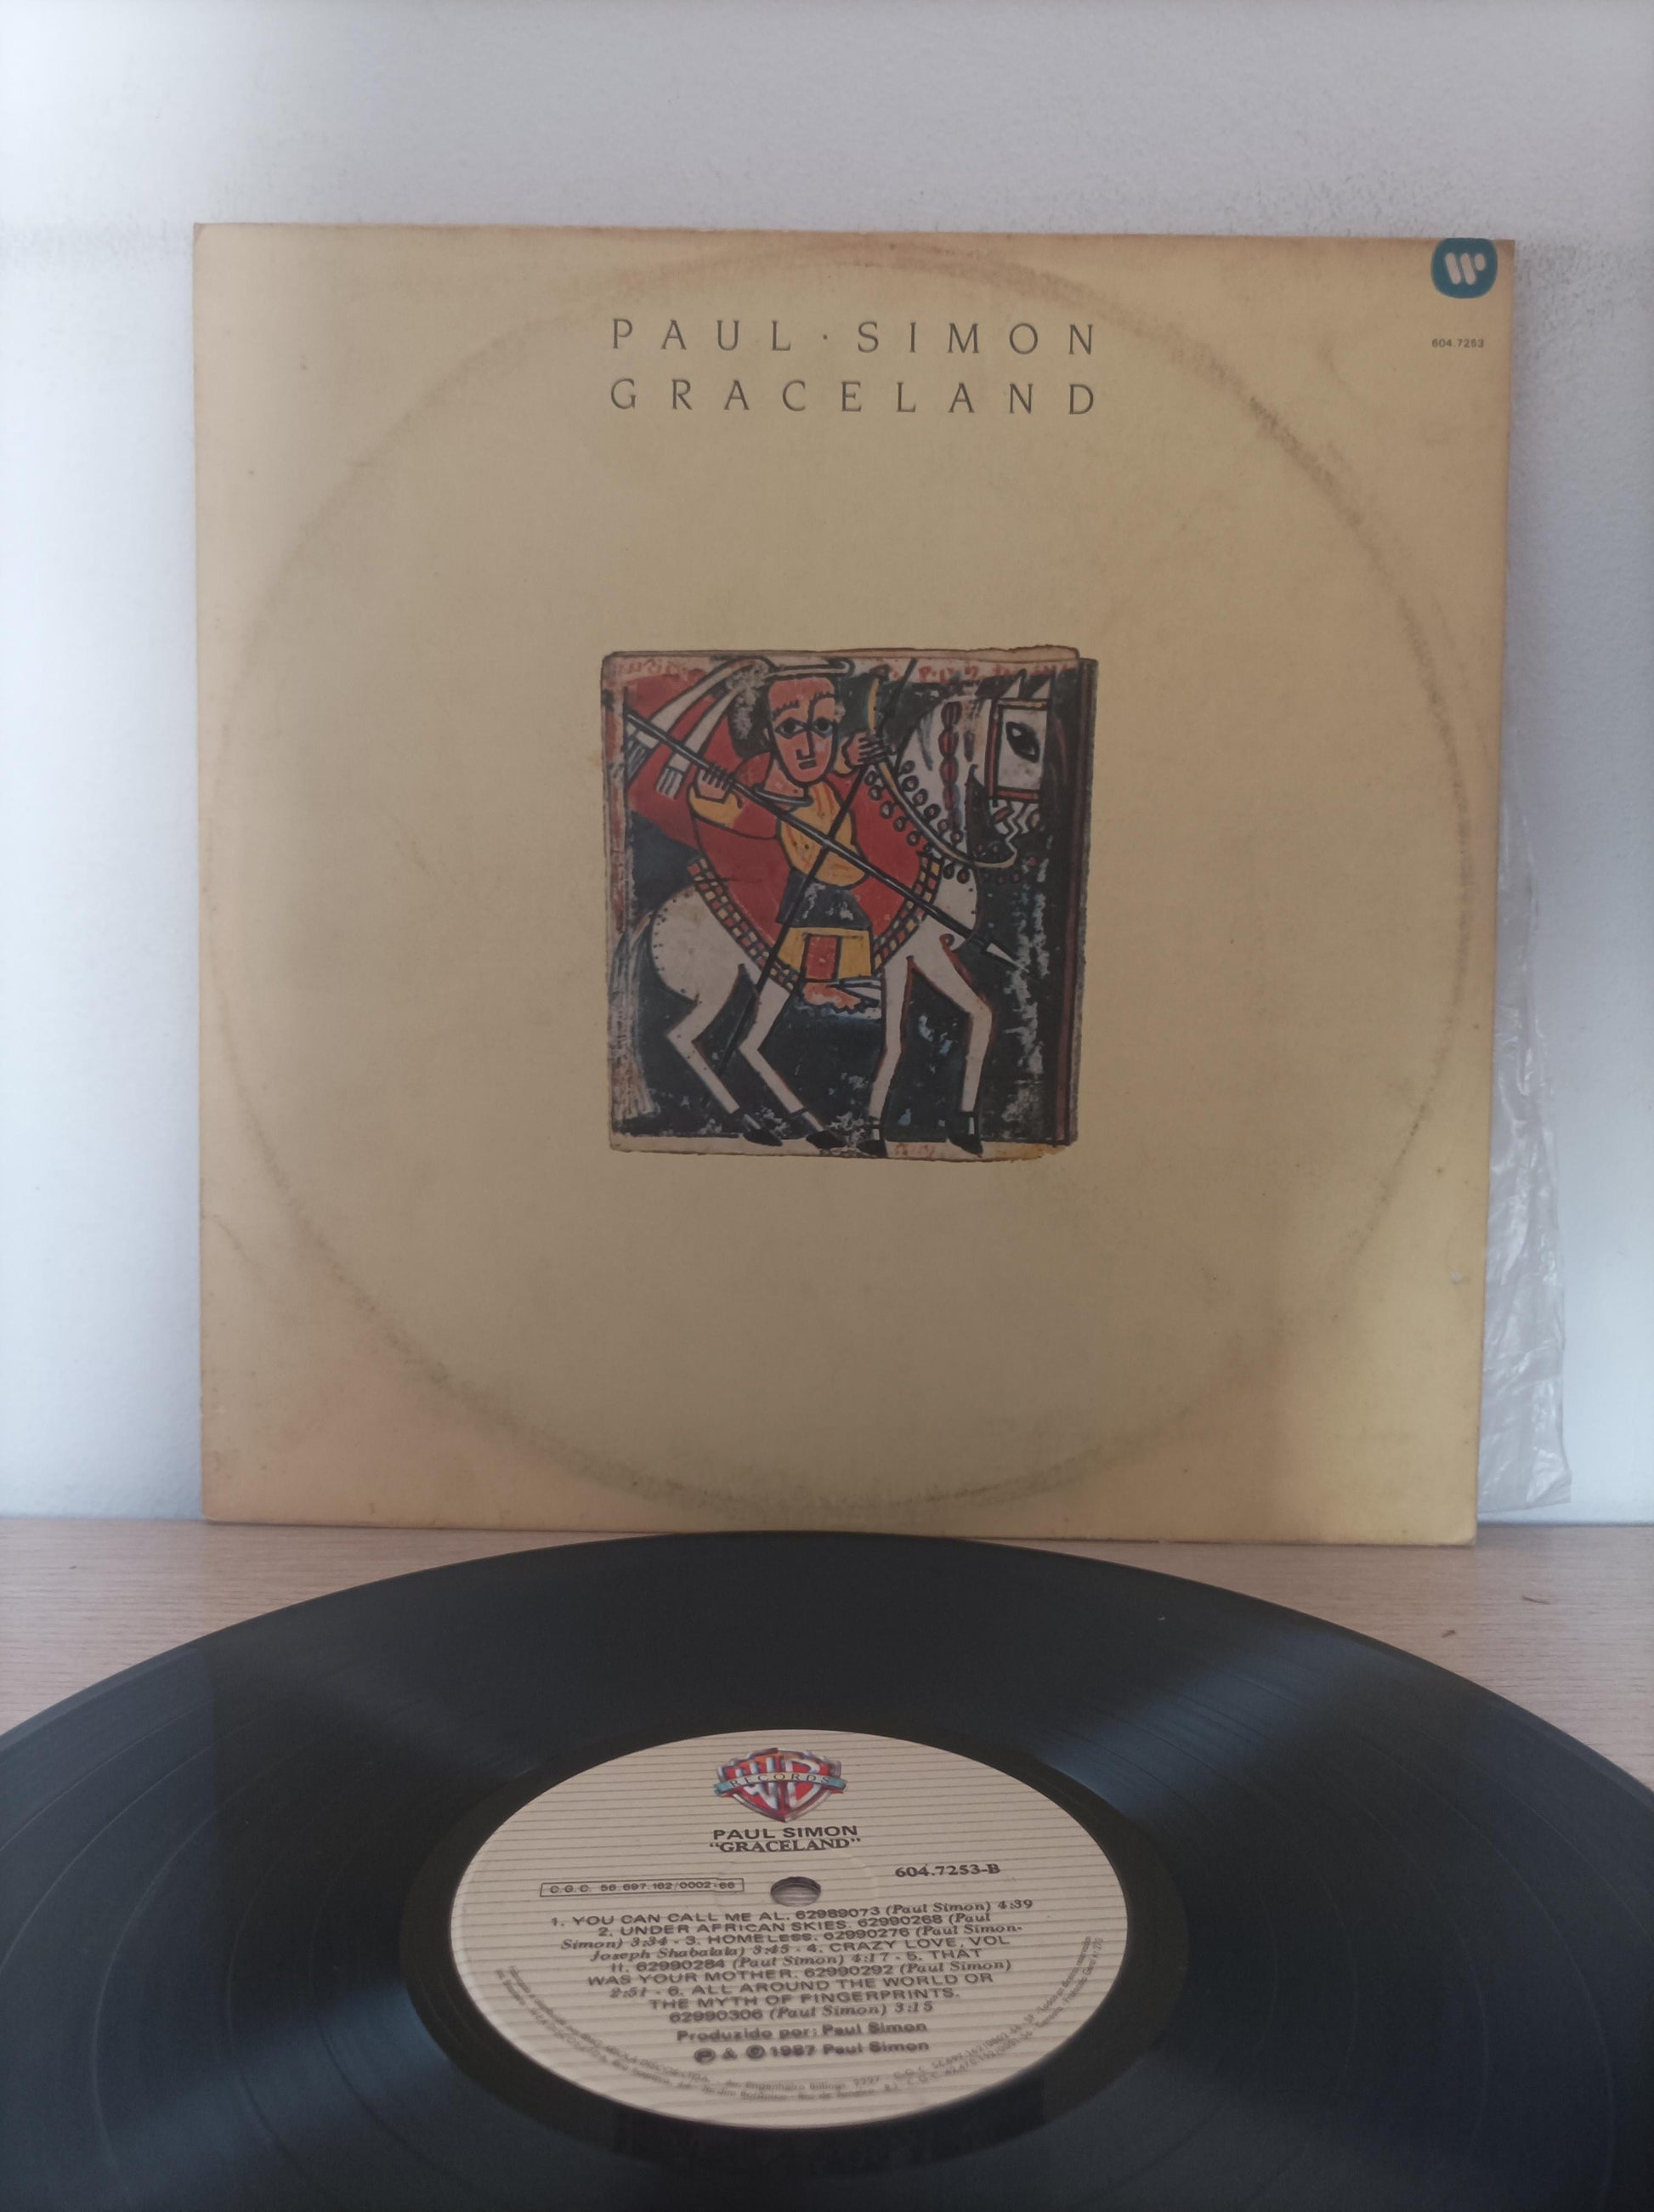 PAUL · SIMON
GRACELAND
604.7253
WB
RECORDS
PAUL SIMON
"GRACELAND"
604.7253-B
C.G.C. 56.697.162/0002-66
1. YOU CAN CALL ME AL. 62989073 (Paul Simon) 4:39
2. UNDER AFRICAN SKIES. 62990268 (Paul
Simon) 3:34 - 3. HOMELESS. 62990276 (Paul Simon-
Joseph Shabalala) 3:45 - 4. CRAZY LOVE, VOL
II. 62990284 (Paul Simon) 4:17 - 5. THAT
WAS YOUR MOTHER. 62990292 (Paul Simon)
2:51 - 6. ALL AROUND THE WORLD OR
THE MYTH OF FINGERPRINTS.
62990306 (Paul Simon) 3:15
Produzido por: Paul Simon
℗ & © 1987 Paul Simon